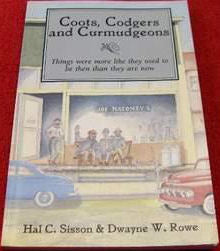 Coots, Codgers
and Curmudgeons
Things were more like they used to
be then than they are now
JOE MALONEY'S
Hal C. Sisson & Dwayne W. Rowe